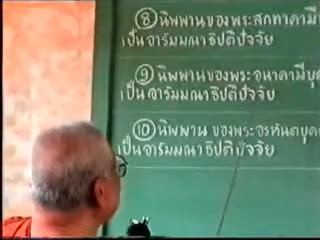 ⑧ นิพพานของพระสกทาคามี
เป็นอารัมมณาธิปติปัจจัย
⑨ นิพพานของพระอนาคามีบุ
เป็นอารัมมณาธิปติปัจจัย
⑩ นิพพาน ของพระอรหันตบุค
เป็นอารัมมณาธิปติปัจจัย